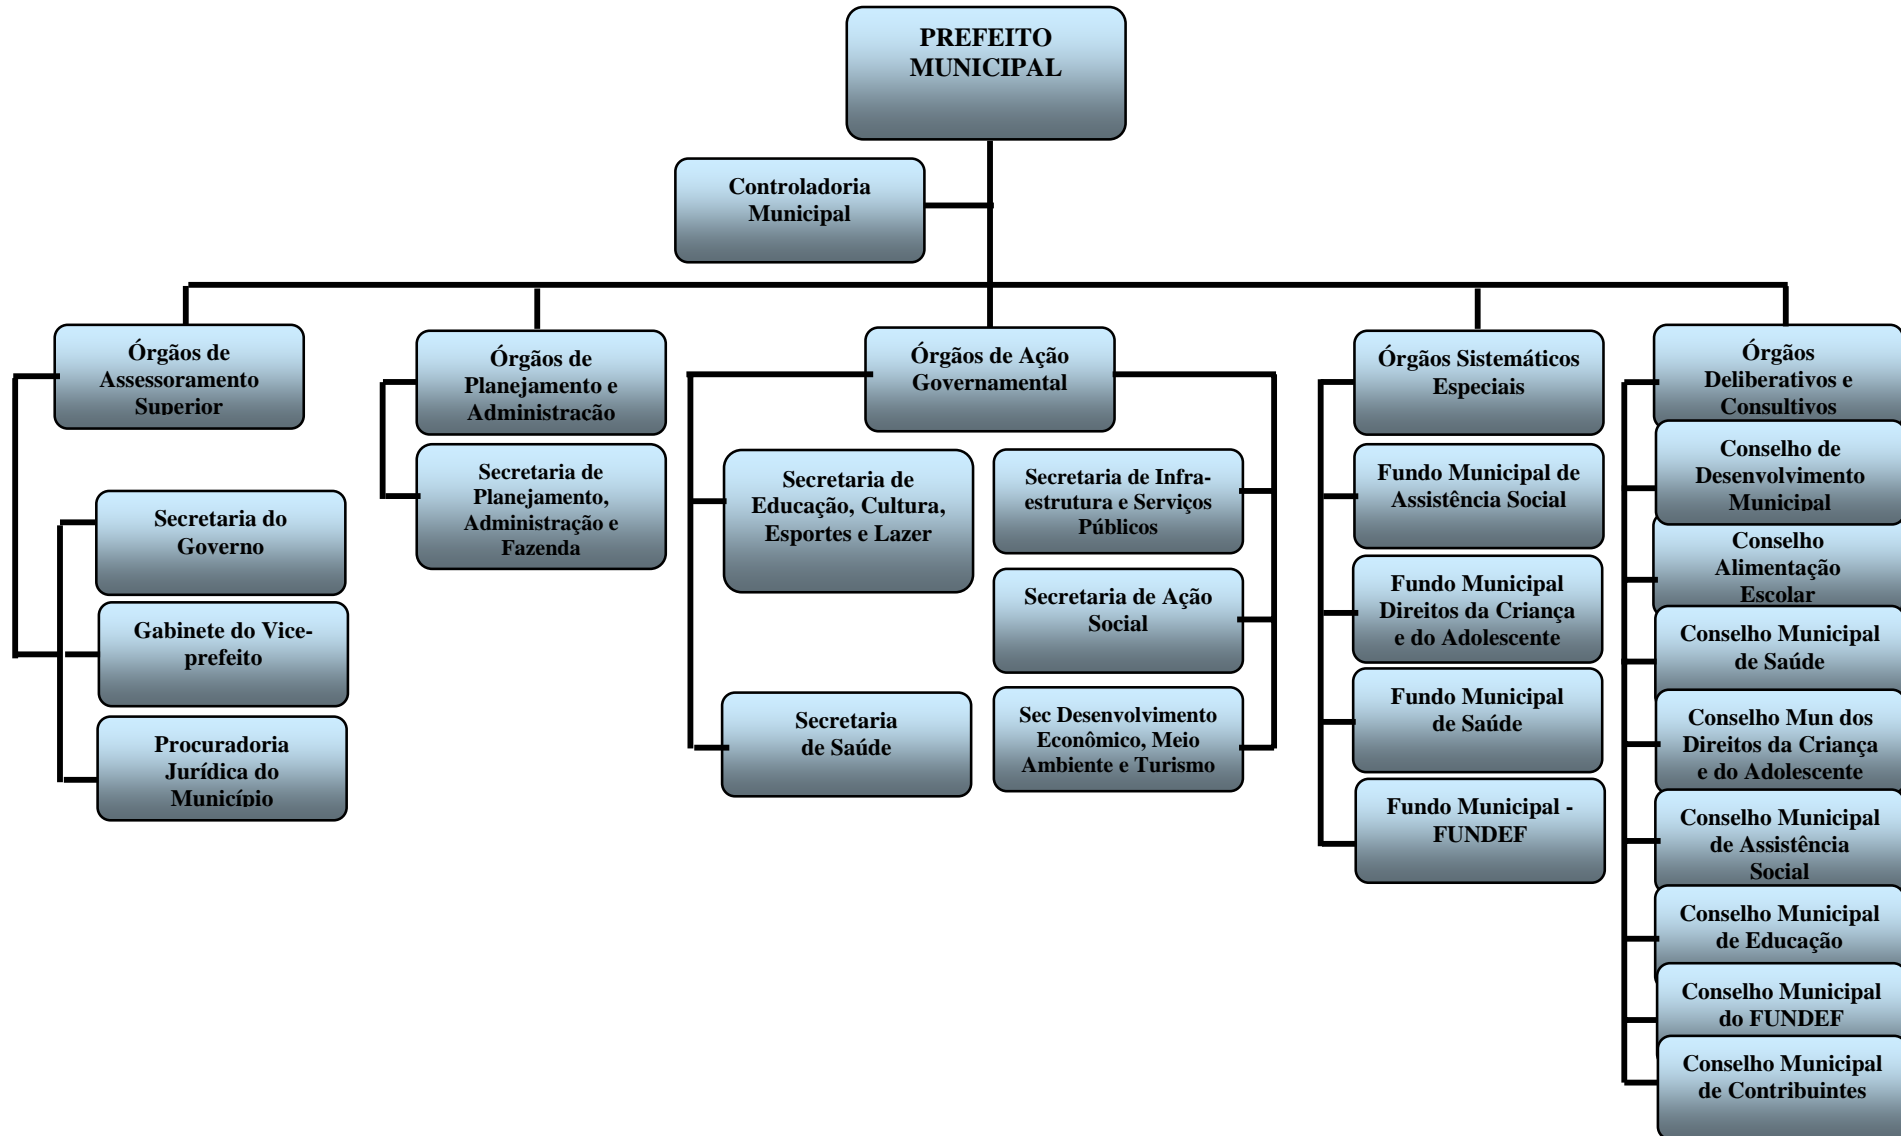 PREFEITO
MUNICIPAL
Controladoria
Municipal
Órgãos de
Assessoramento
Superior
Secretaria do
Governo
Gabinete do Vice-
prefeito
Procuradoria
Jurídica do
Município
Órgãos de
Planejamento e
Administração
Secretaria de
Planejamento,
Administração e
Fazenda
Órgãos de Ação
Governamental
Secretaria de
Educação, Cultura,
Esportes e Lazer
Secretaria
de Saúde
Secretaria de Infra-
estrutura e Serviços
Públicos
Secretaria de Ação
Social
Sec Desenvolvimento
Econômico, Meio
Ambiente e Turismo
Órgãos Sistemáticos
Especiais
Fundo Municipal de
Assistência Social
Fundo Municipal
Direitos da Criança
e do Adolescente
Fundo Municipal
de Saúde
Fundo Municipal -
FUNDEF
Órgãos
Deliberativos e
Consultivos
Conselho de
Desenvolvimento
Municipal
Conselho
Alimentação
Escolar
Conselho Municipal
de Saúde
Conselho Mun dos
Direitos da Criança
e do Adolescente
Conselho Municipal
de Assistência
Social
Conselho Municipal
de Educação
Conselho Municipal
do FUNDEF
Conselho Municipal
de Contribuintes